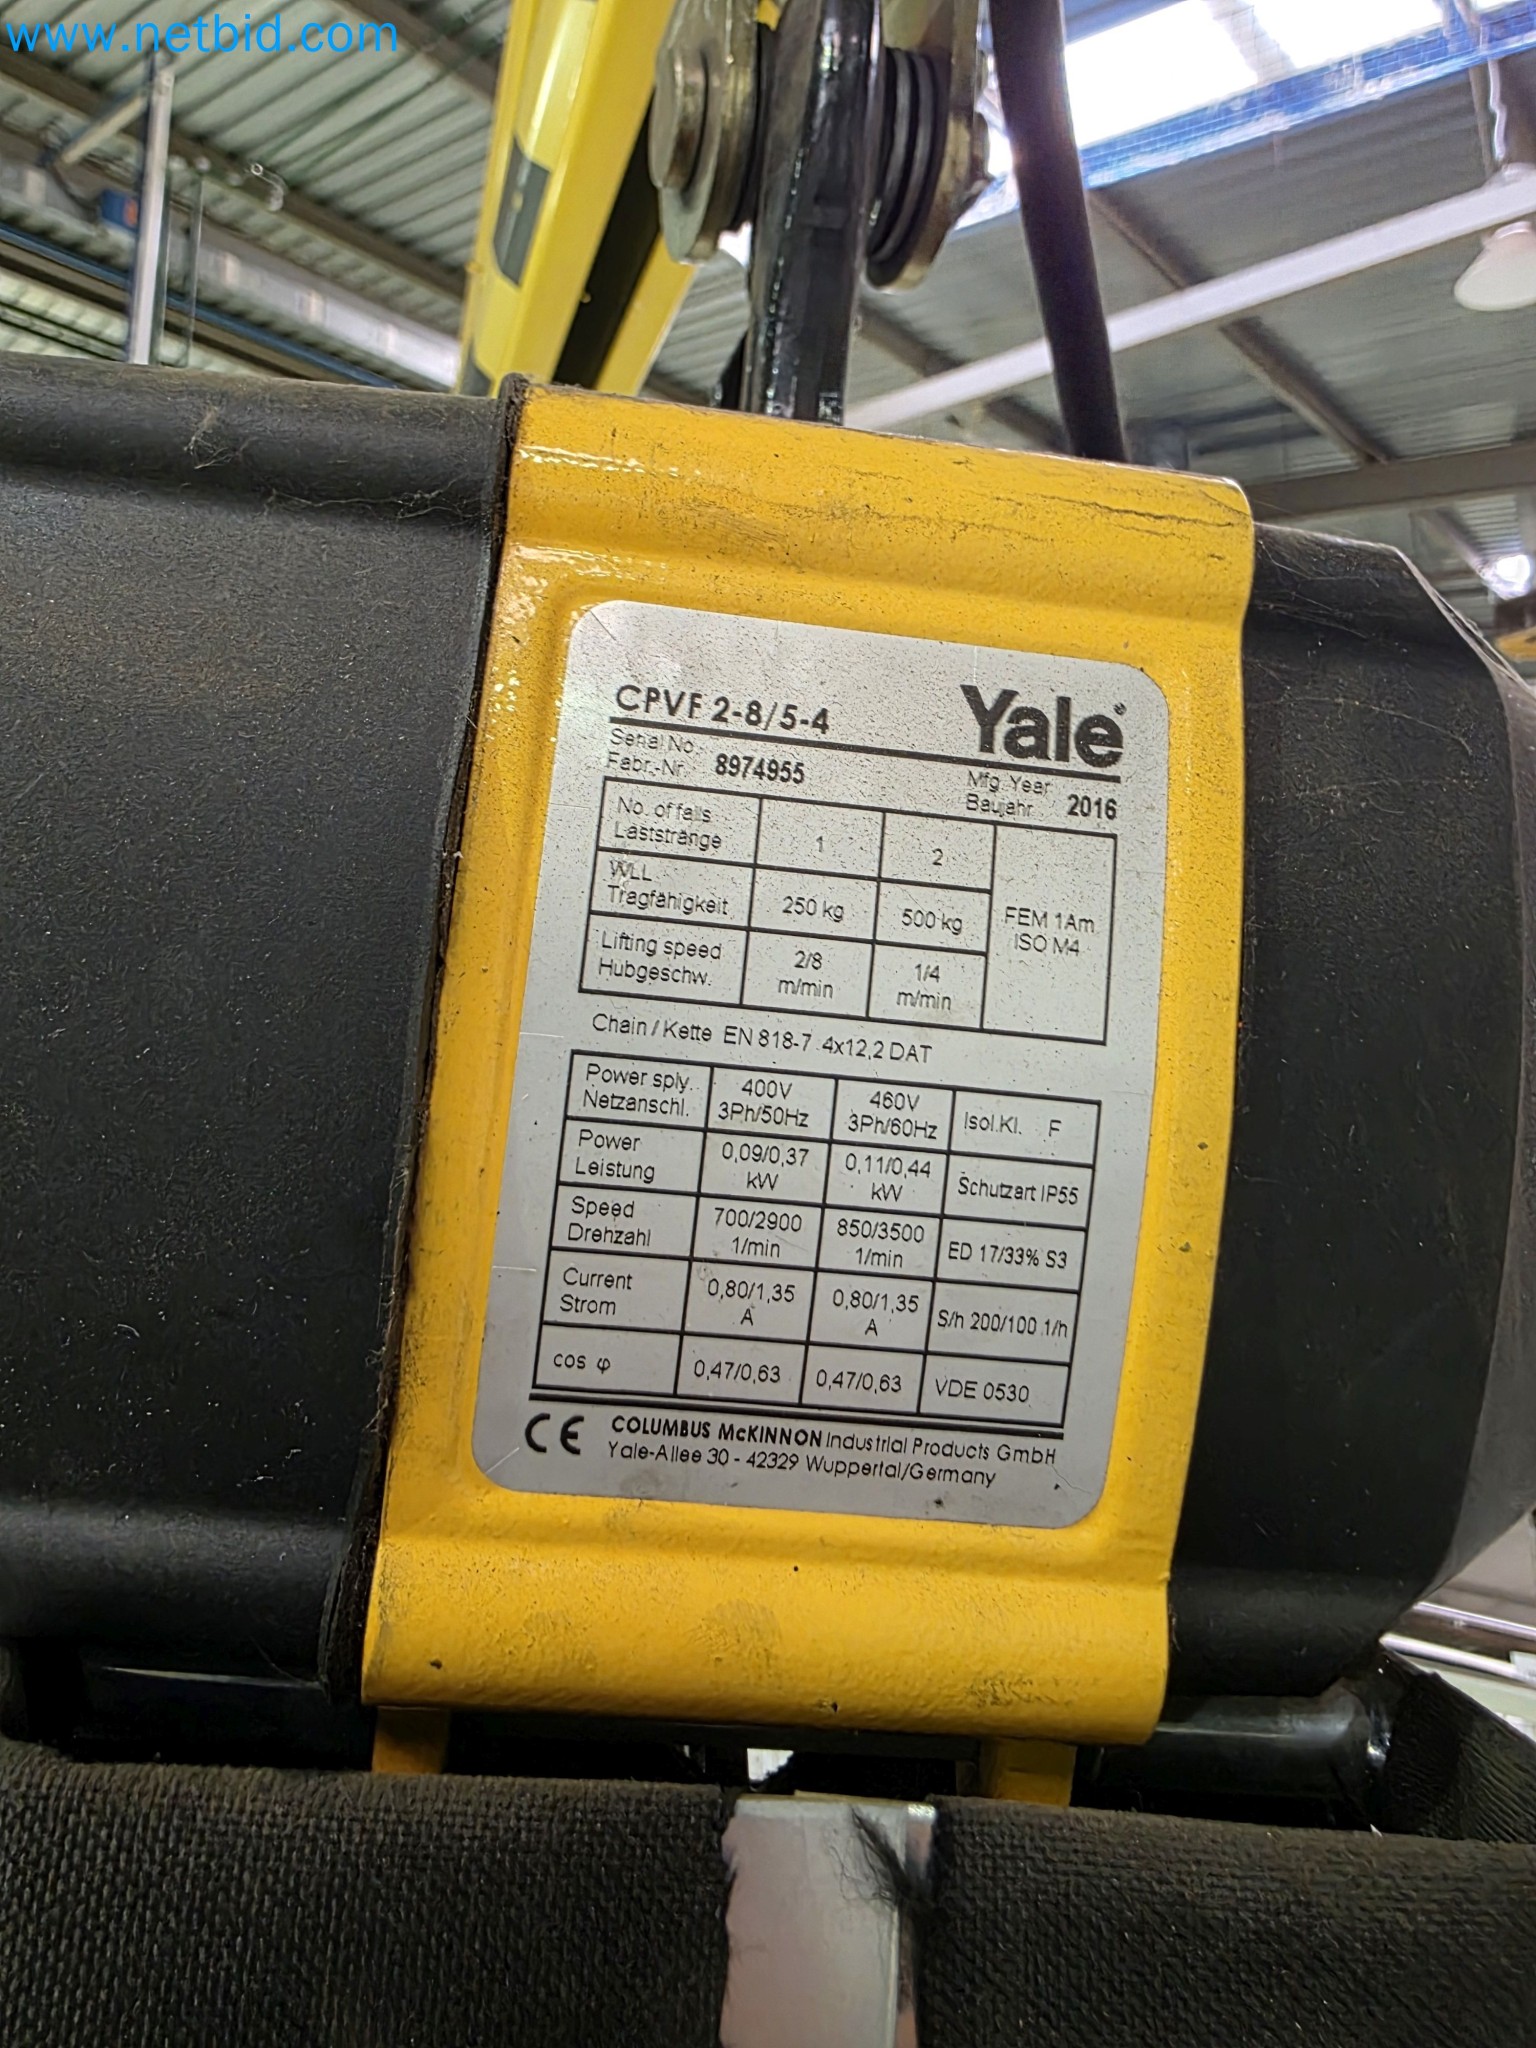 www.netbid.com
CPVF 2-8/5-4
Yale®
Serial No.
Fabr.-Nr. 8974955
Mfg. Year
Baujahr 2016
No. of falls
Laststränge 1 2
WLL
Tragfähigkeit 250 kg 500 kg
FEM 1Am
ISO M4
Lifting speed
Hubgeschw. 2/8
m/min 1/4
m/min
Chain / Kette EN 818-7 4x12,2 DAT
Power sply.
Netzanschl. 400V
3Ph/50Hz 460V
3Ph/60Hz Isol.Kl. F
Power
Leistung 0,09/0,37
kW 0,11/0,44
kW Schutzart IP55
Speed
Drehzahl 700/2900
1/min 850/3500
1/min ED 17/33% S3
Current
Strom 0,80/1,35
A 0,80/1,35
A S/h 200/100 1/h
cos φ 0,47/0,63 0,47/0,63 VDE 0530
CE COLUMBUS McKINNON Industrial Products GmbH
Yale-Allee 30 - 42329 Wuppertal/Germany